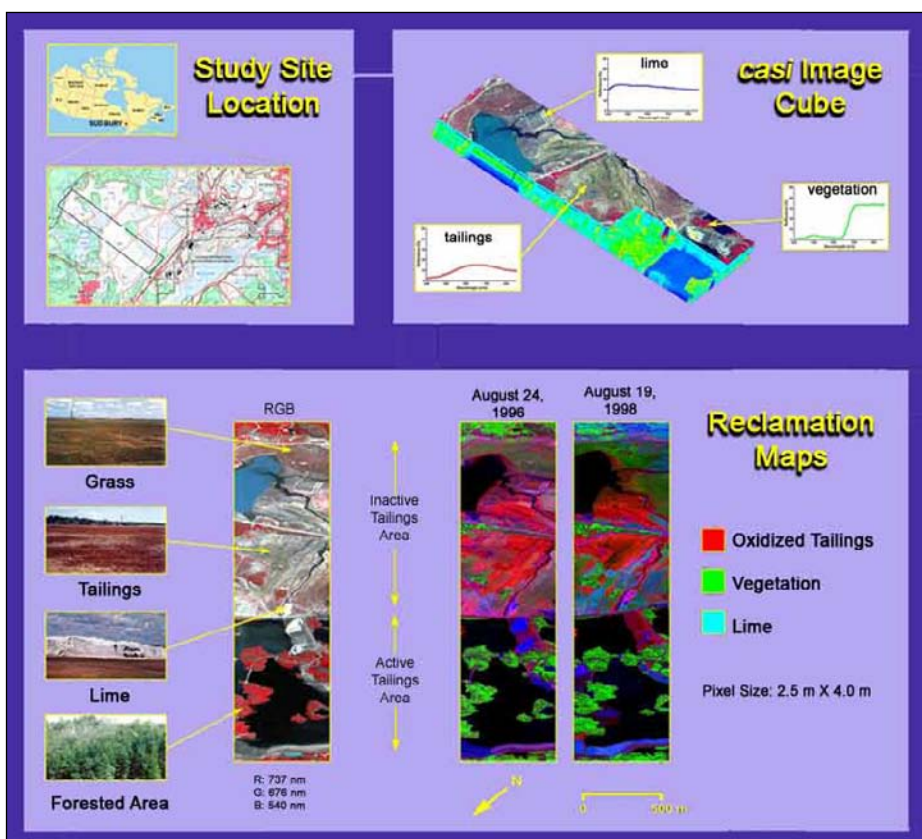 Study Site
Location
SUDBURY
casi Image
Cube
lime
vegetation
tailings
Reclamation
Maps
RGB
August 24,
1996
August 19,
1998
Grass
Tailings
Lime
Forested Area
Inactive
Tailings
Area
Active
Tailings
Area
Oxidized Tailings
Vegetation
Lime
Pixel Size: 2.5 m X 4.0 m
R: 737 nm
G: 676 nm
B: 540 nm
N
0 500 m